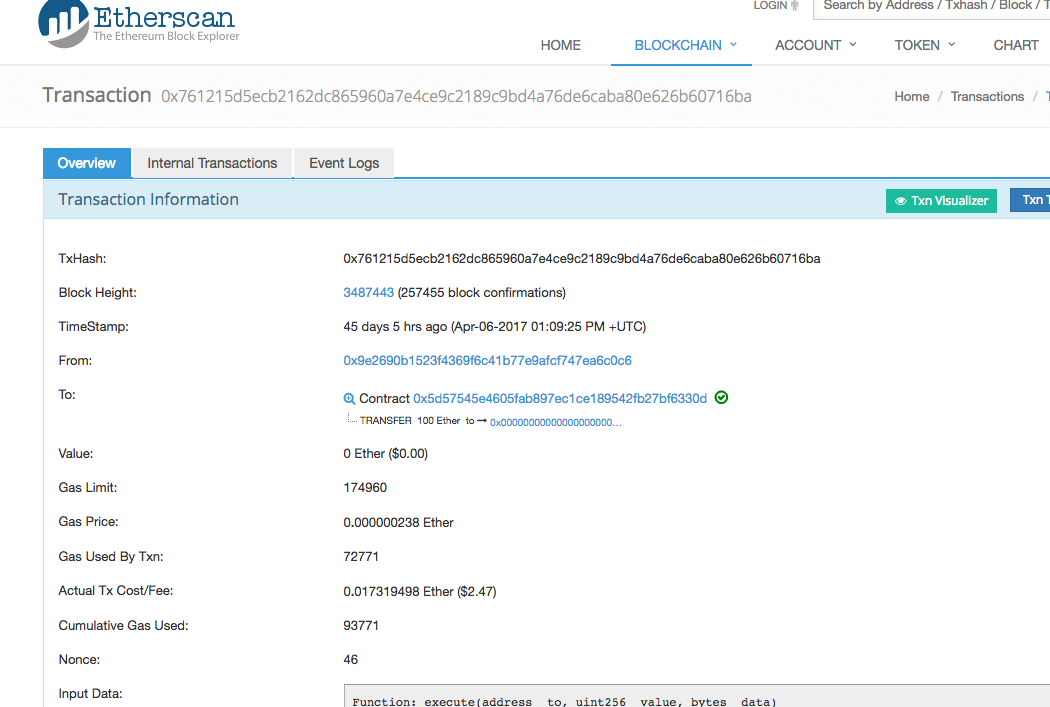 Etherscan
The Ethereum Block Explorer
LOGIN
Search by Address / Txhash / Block / T
HOME BLOCKCHAIN ACCOUNT TOKEN CHART
Transaction 0x761215d5ecb2162dc865960a7e4ce9c2189c9bd4a76de6caba80e626b60716ba
Home / Transactions / T
Overview Internal Transactions Event Logs
Transaction Information
Txn Visualizer
Txn T
TxHash: 0x761215d5ecb2162dc865960a7e4ce9c2189c9bd4a76de6caba80e626b60716ba
Block Height: 3487443 (257455 block confirmations)
TimeStamp: 45 days 5 hrs ago (Apr-06-2017 01:09:25 PM +UTC)
From: 0x9e2690b1523f4369f6c41b77e9afcf747ea6c0c6
To: Contract 0x5d57545e4605fab897ec1ce189542fb27bf6330d
TRANSFER 100 Ether to → 0x00000000000000000000...
Value: 0 Ether ($0.00)
Gas Limit: 174960
Gas Price: 0.000000238 Ether
Gas Used By Txn: 72771
Actual Tx Cost/Fee: 0.017319498 Ether ($2.47)
Cumulative Gas Used: 93771
Nonce: 46
Input Data: Function: execute(address _to, uint256 _value, bytes _data)